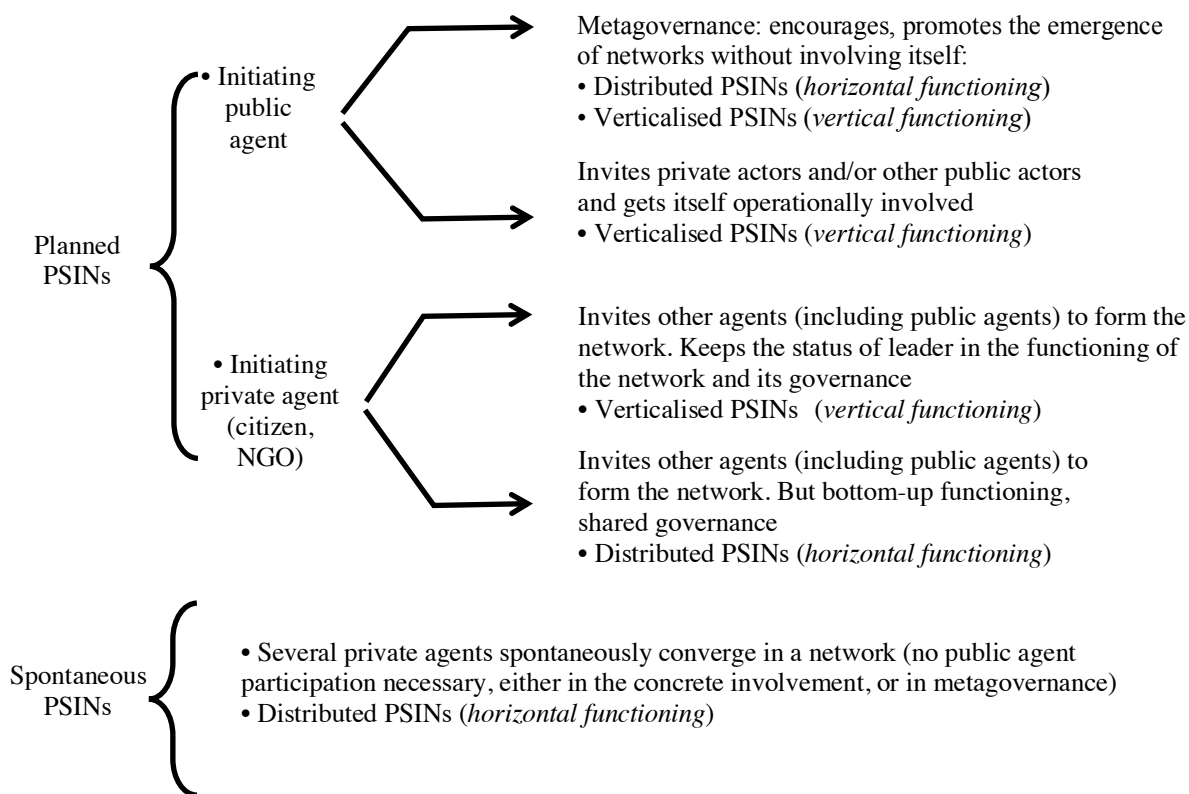 Planned
PSINs
• Initiating
public
agent
Metagovernance: encourages, promotes the emergence
of networks without involving itself:
• Distributed PSINs (horizontal functioning)
• Verticalised PSINs (vertical functioning)
Invites private actors and/or other public actors
and gets itself operationally involved
• Verticalised PSINs (vertical functioning)
• Initiating
private agent
(citizen,
NGO)
Invites other agents (including public agents) to form the
network. Keeps the status of leader in the functioning of
the network and its governance
• Verticalised PSINs (vertical functioning)
Invites other agents (including public agents) to
form the network. But bottom-up functioning,
shared governance
• Distributed PSINs (horizontal functioning)
Spontaneous
PSINs
• Several private agents spontaneously converge in a network (no public agent
participation necessary, either in the concrete involvement, or in metagovernance)
• Distributed PSINs (horizontal functioning)